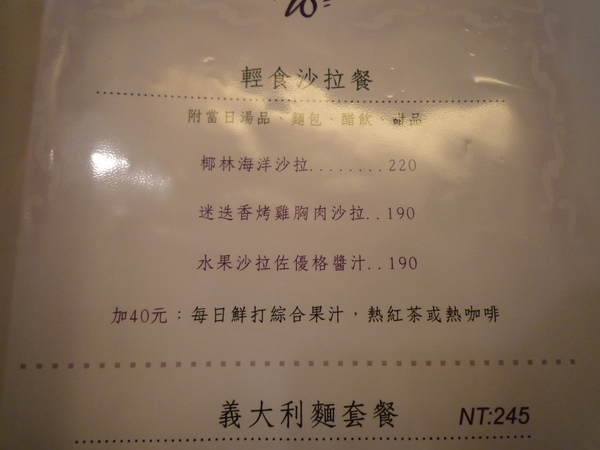 輕食沙拉餐
附當日湯品、麵包、醋飲、甜品
椰林海洋沙拉........220
迷迭香烤雞胸肉沙拉..190
水果沙拉佐優格醬汁..190
加40元：每日鮮打綜合果汁，熱紅茶或熱咖啡
義大利麵套餐 NT:245